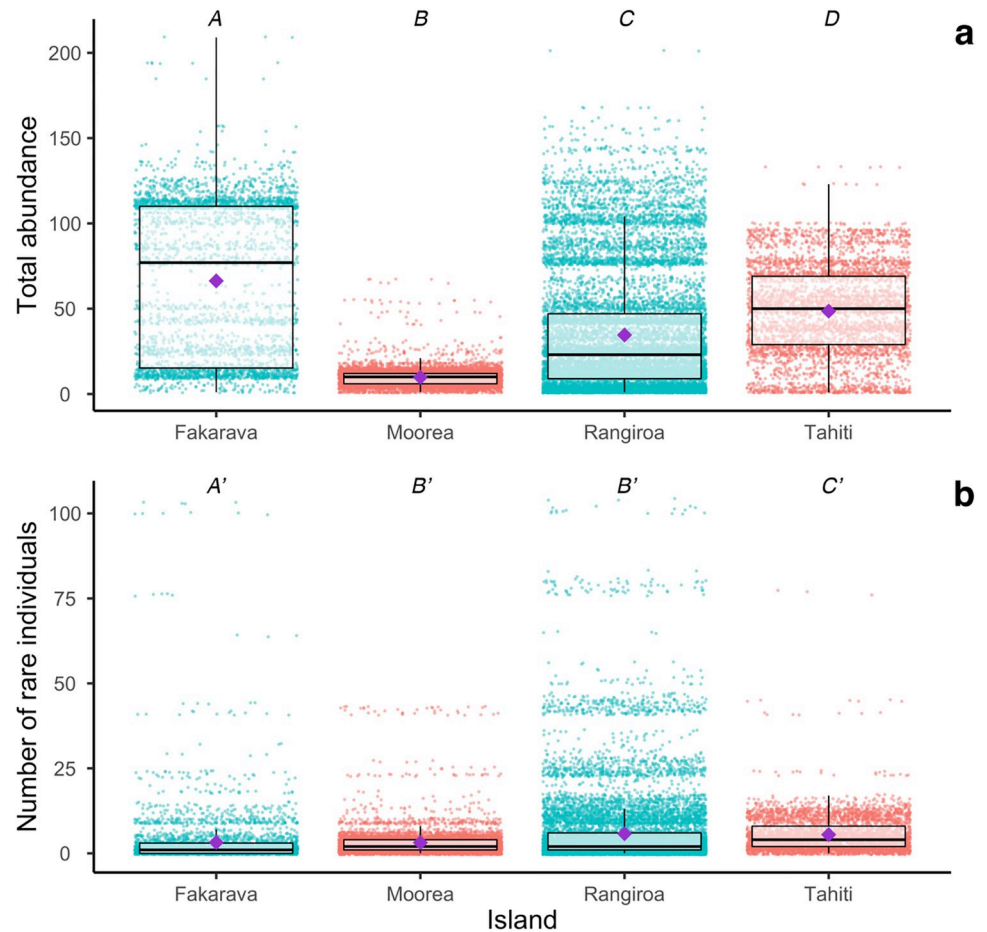 A B C D
a
200
150
100
50
0
Total abundance
Fakarava Moorea Rangiroa Tahiti
A’ B’ B’ C’
b
100
75
50
25
0
Number of rare individuals
Fakarava Moorea Rangiroa Tahiti
Island